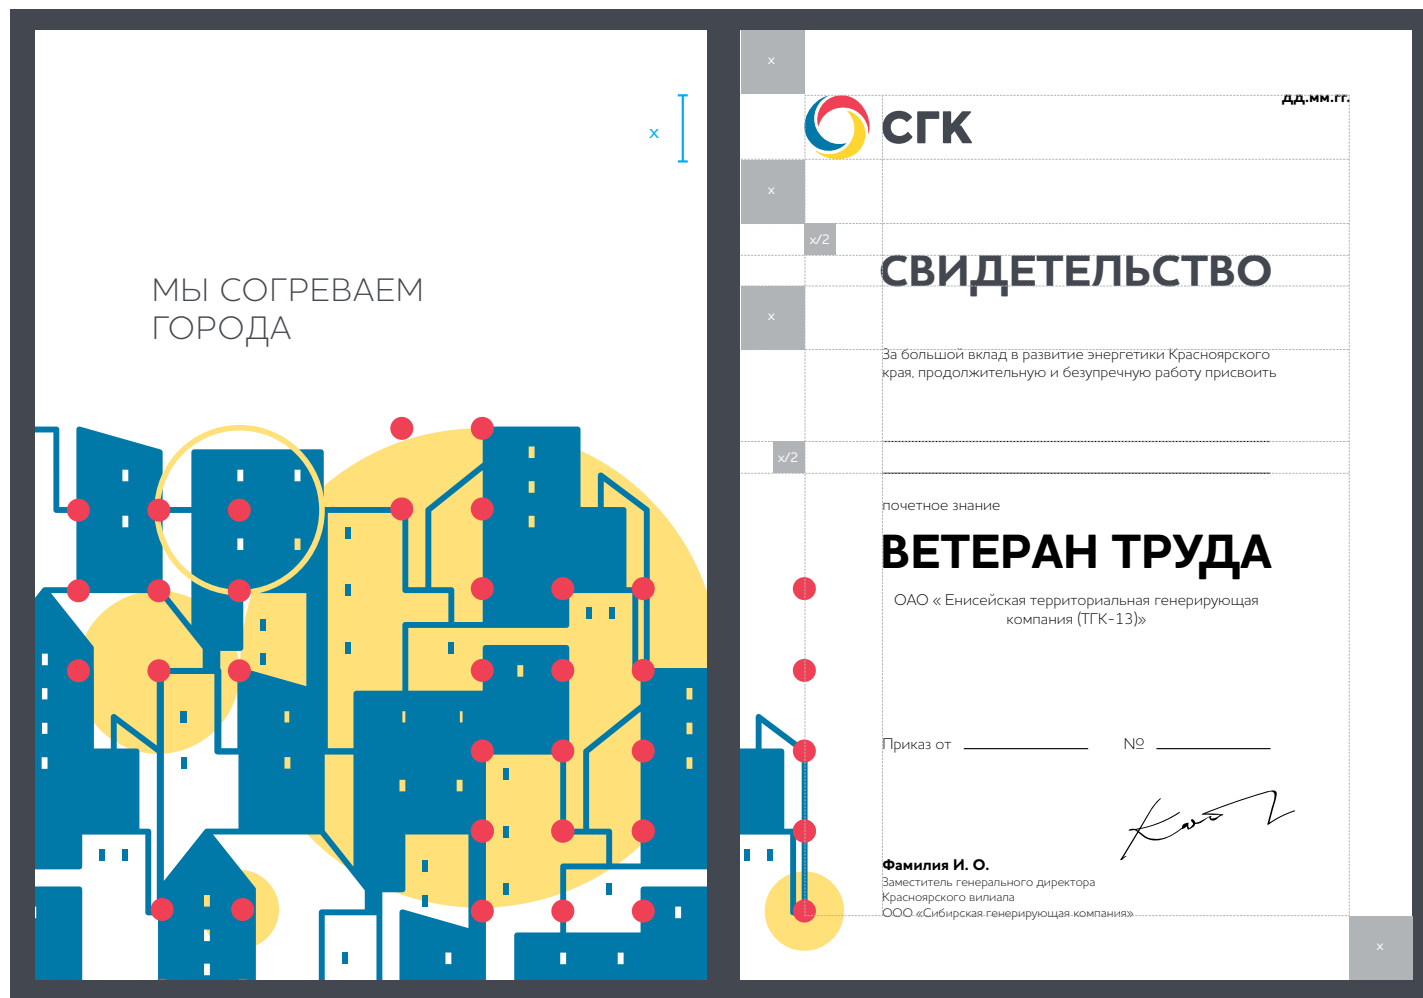 x
МЫ СОГРЕВАЕМ
ГОРОДА
x
дд.мм.гг.
СГК
x
x/2
СВИДЕТЕЛЬСТВО
x
За большой вклад в развитие энергетики Красноярского
края, продолжительную и безупречную работу присвоить
x/2
почетное знание
ВЕТЕРАН ТРУДА
ОАО « Енисейская территориальная генерирующая
компания (ТГК-13)»
Приказ от № 
Фамилия И. О.
Заместитель генерального директора
Красноярского вилиала
ООО «Сибирская генерирующая компания»
x